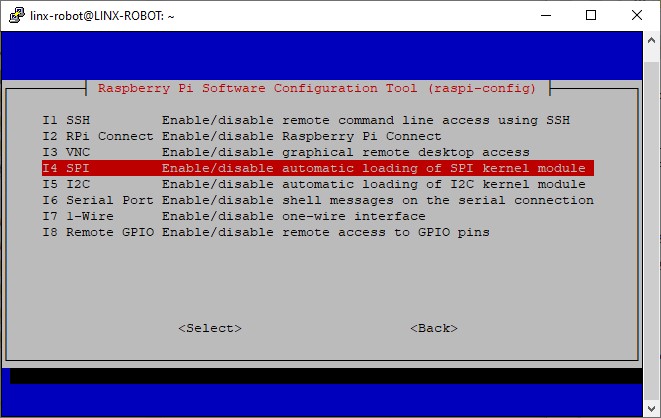 linx-robot@LINX-ROBOT: ~
Raspberry Pi Software Configuration Tool (raspi-config)
I1 SSH Enable/disable remote command line access using SSH
I2 RPi Connect Enable/disable Raspberry Pi Connect
I3 VNC Enable/disable graphical remote desktop access
I4 SPI Enable/disable automatic loading of SPI kernel module
I5 I2C Enable/disable automatic loading of I2C kernel module
I6 Serial Port Enable/disable shell messages on the serial connection
I7 1-Wire Enable/disable one-wire interface
I8 Remote GPIO Enable/disable remote access to GPIO pins
<Select> <Back>